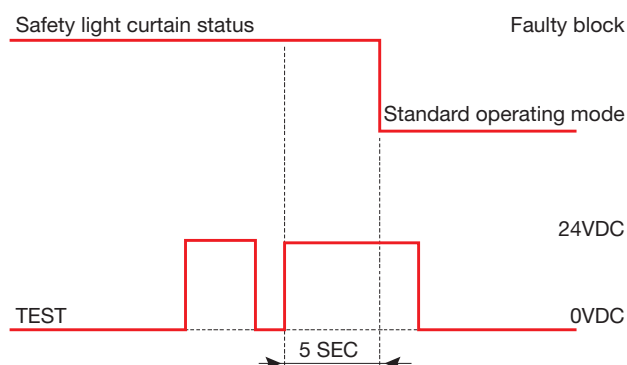 Safety light curtain status
Faulty block
Standard operating mode
24VDC
TEST
0VDC
5 SEC